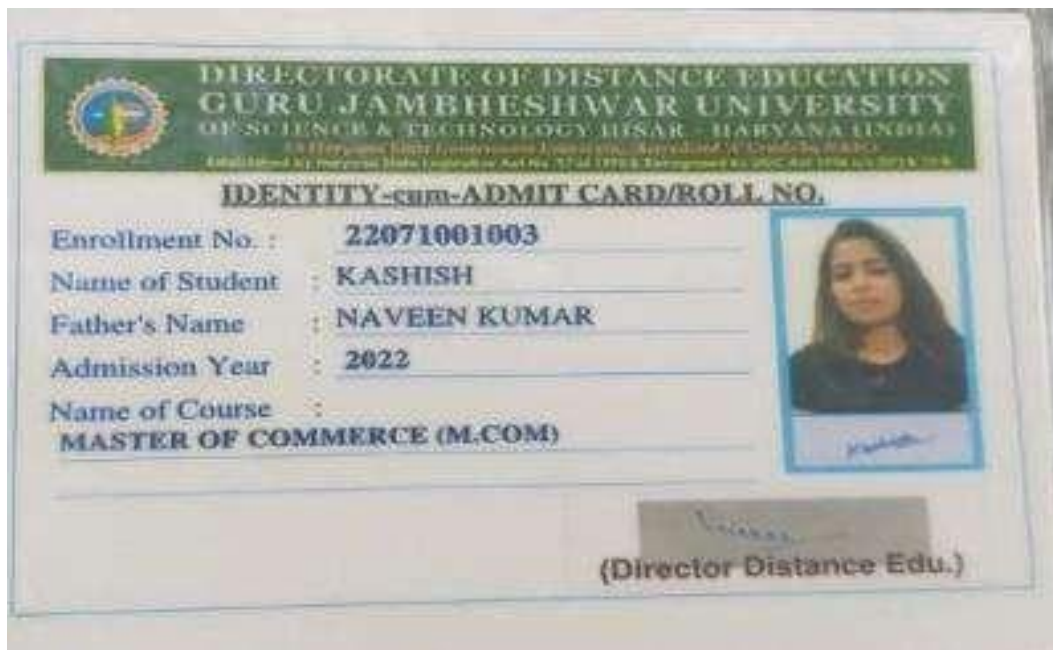 DIRECTORATE OF DISTANCE EDUCATION
GURU JAMBHESHWAR UNIVERSITY
OF SCIENCE & TECHNOLOGY HISAR - HARYANA (INDIA)
IDENTITY-cum-ADMIT CARD/ROLL NO.
Enrollment No. : 22071001003
Name of Student : KASHISH
Father's Name : NAVEEN KUMAR
Admission Year : 2022
Name of Course :
MASTER OF COMMERCE (M.COM)
(Director Distance Edu.)